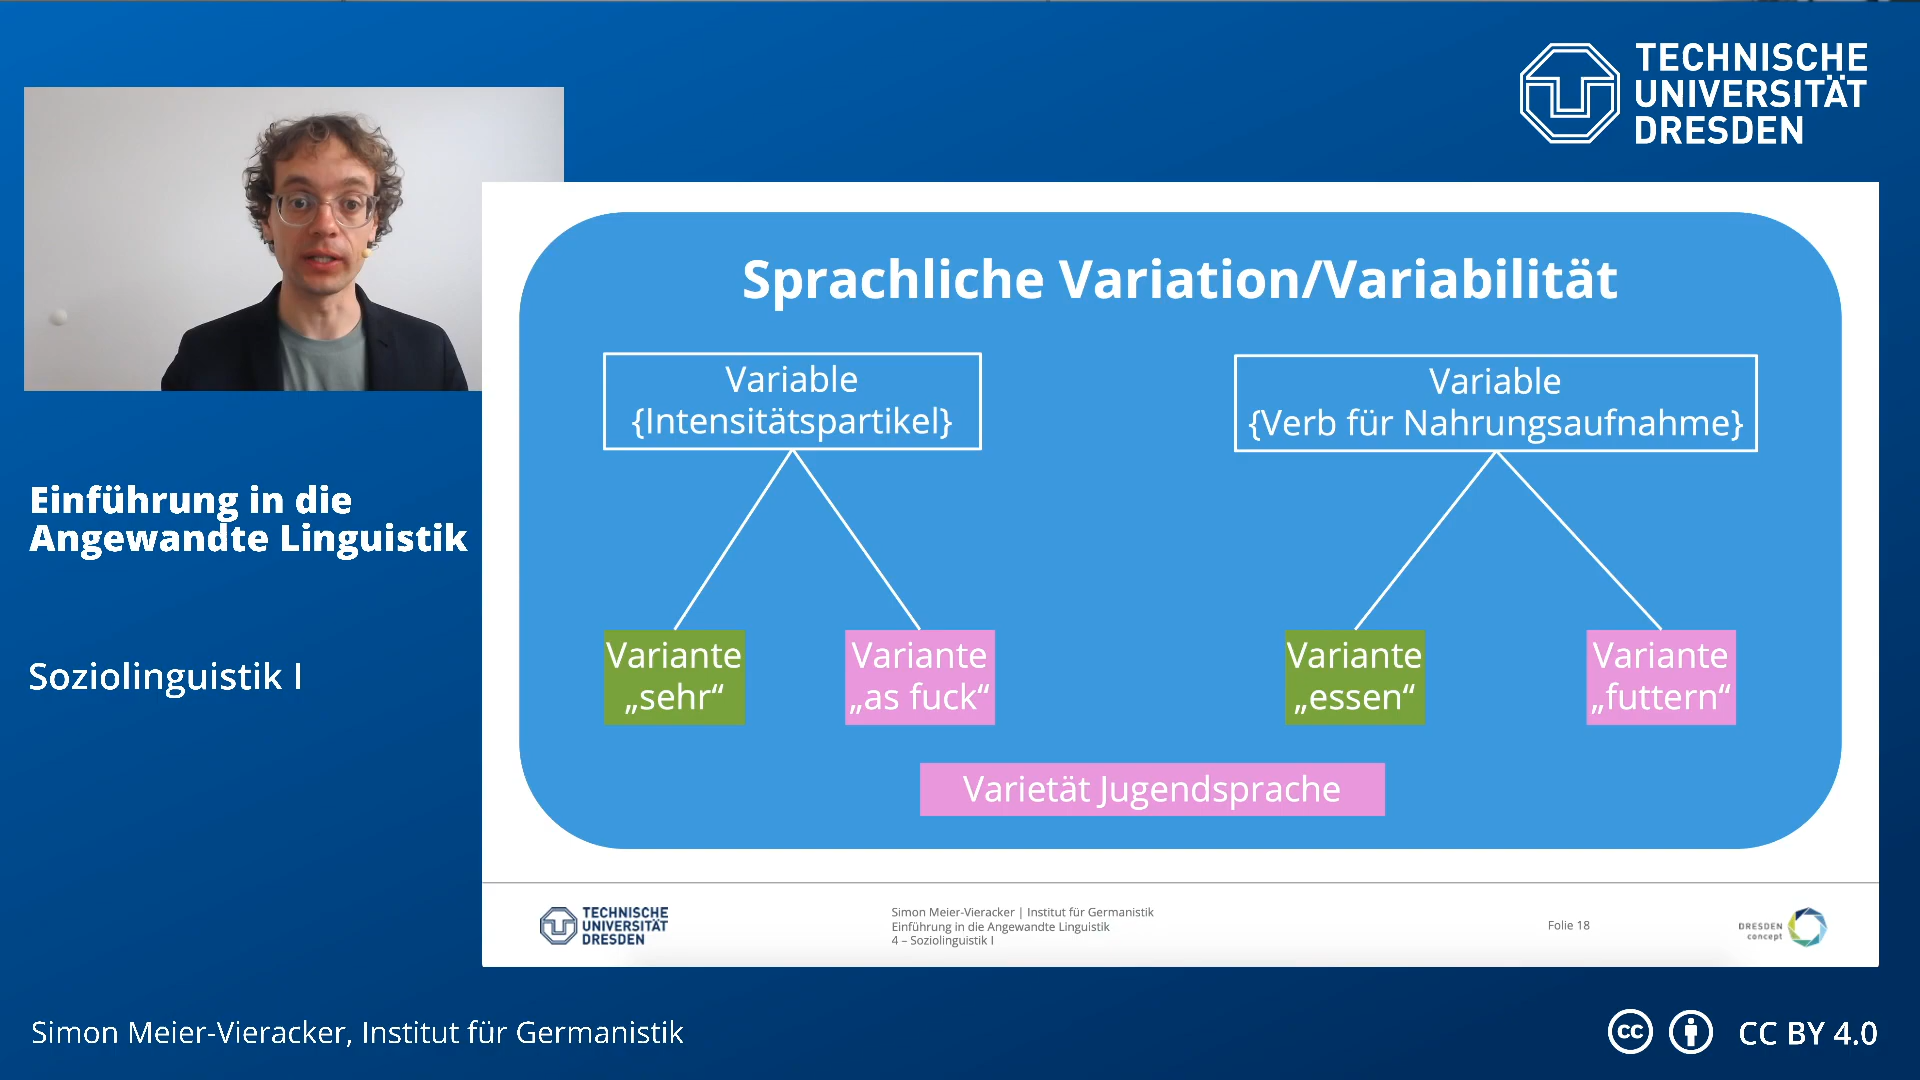 TECHNISCHE
UNIVERSITÄT
DRESDEN
Sprachliche Variation/Variabilität
Variable
{Intensitätspartikel}
Variable
{Verb für Nahrungsaufnahme}
Variante
„sehr“
Variante
„as fuck“
Variante
„essen“
Variante
„futtern“
Varietät Jugendsprache
TECHNISCHE
UNIVERSITÄT
DRESDEN
Simon Meier-Vieracker | Institut für Germanistik
Einführung in die Angewandte Linguistik
4 – Soziolinguistik I
Folie 18
DRESDEN
concept
Einführung in die
Angewandte Linguistik
Soziolinguistik I
Simon Meier-Vieracker, Institut für Germanistik
cc
CC BY 4.0